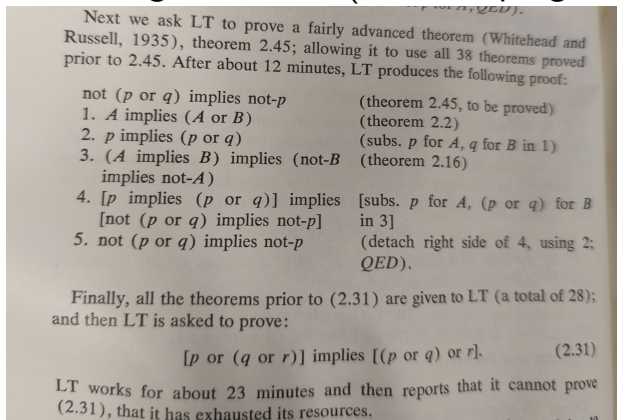 QED).
Next we ask LT to prove a fairly advanced theorem (Whitehead and
Russell, 1935), theorem 2.45; allowing it to use all 38 theorems proved
prior to 2.45. After about 12 minutes, LT produces the following proof:
not (p or q) implies not-p (theorem 2.45, to be proved)
1. A implies (A or B) (theorem 2.2)
2. p implies (p or q) (subs. p for A, q for B in 1)
3. (A implies B) implies (not-B (theorem 2.16)
implies not-A)
4. [p implies (p or q)] implies [subs. p for A, (p or q) for B
[not (p or q) implies not-p] in 3]
5. not (p or q) implies not-p (detach right side of 4, using 2;
QED).
Finally, all the theorems prior to (2.31) are given to LT (a total of 28);
and then LT is asked to prove:
[p or (q or r)] implies [(p or q) or r]. (2.31)
LT works for about 23 minutes and then reports that it cannot prove
(2.31), that it has exhausted its resources.